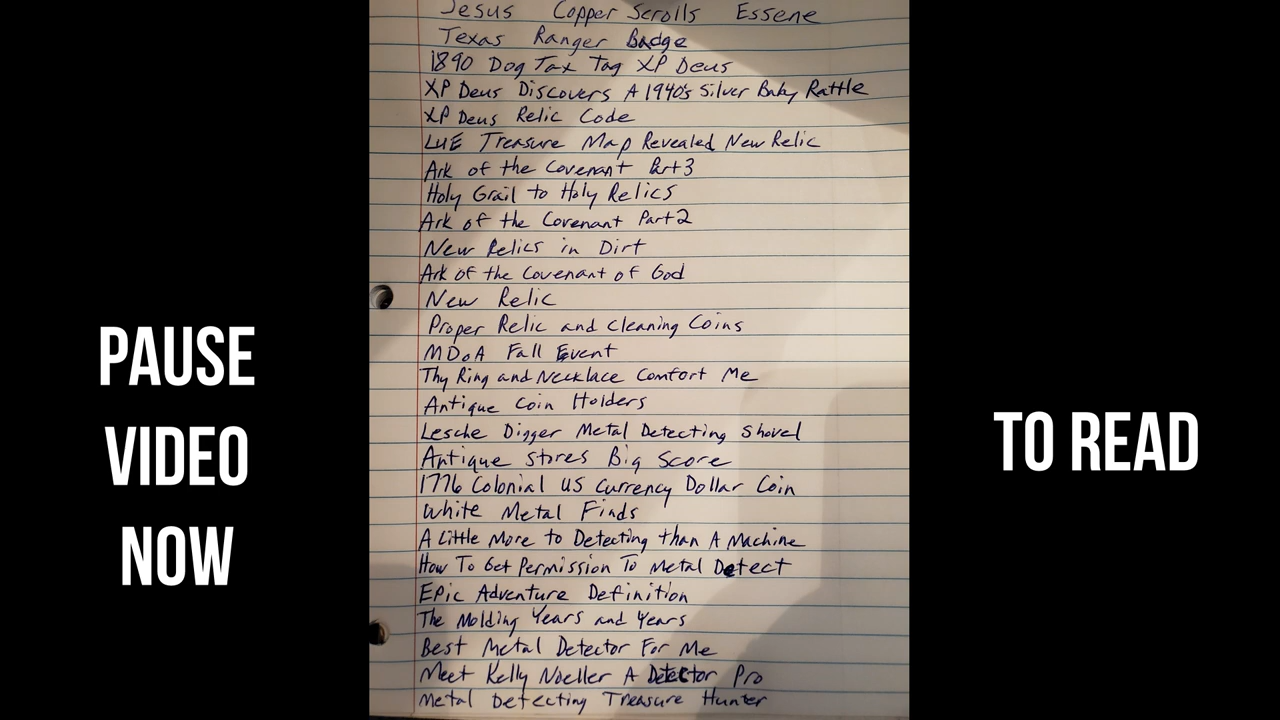 Jesus Copper Scrolls Essene
Texas Ranger Badge
1890 Dog Tax Tag XP Deus
XP Deus Discovers A 1940's Silver Baby Rattle
XP Deus Relic Code
LUE Treasure Map Revealed New Relic
Ark of the Covenant Part 3
Holy Grail to Holy Relics
Ark of the Covenant Part 2
New Relics in Dirt
Ark of the Covenant of God
New Relic
Proper Relic and Cleaning Coins
MDoA Fall Event
Thy Ring and Necklace Comfort Me
Antique Coin Holders
Lesche Digger Metal Detecting Shovel
Antique Stores Big Score
1776 Colonial US Currency Dollar Coin
White Metal Finds
A Little More to Detecting than A Machine
How To Get Permission To Metal Detect
Epic Adventure Definition
The Molding Years and Years
Best Metal Detector For Me
Meet Kelly Noeller A Detector Pro
Metal Detecting Treasure Hunter
PAUSE
VIDEO
NOW
TO READ